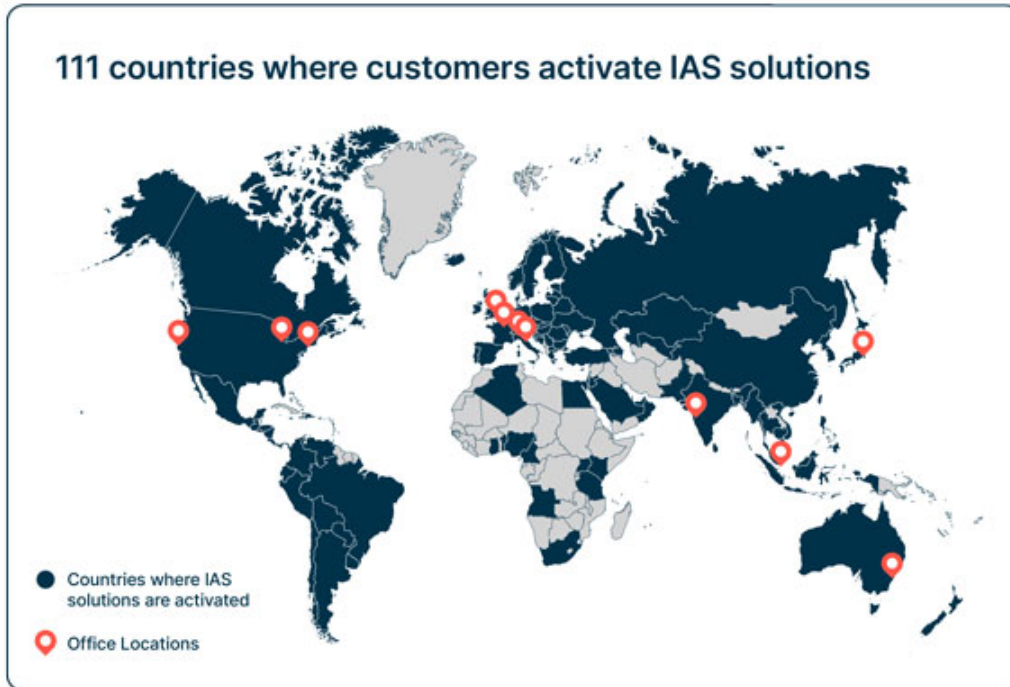 111 countries where customers activate IAS solutions
Countries where IAS
solutions are activated
Office Locations